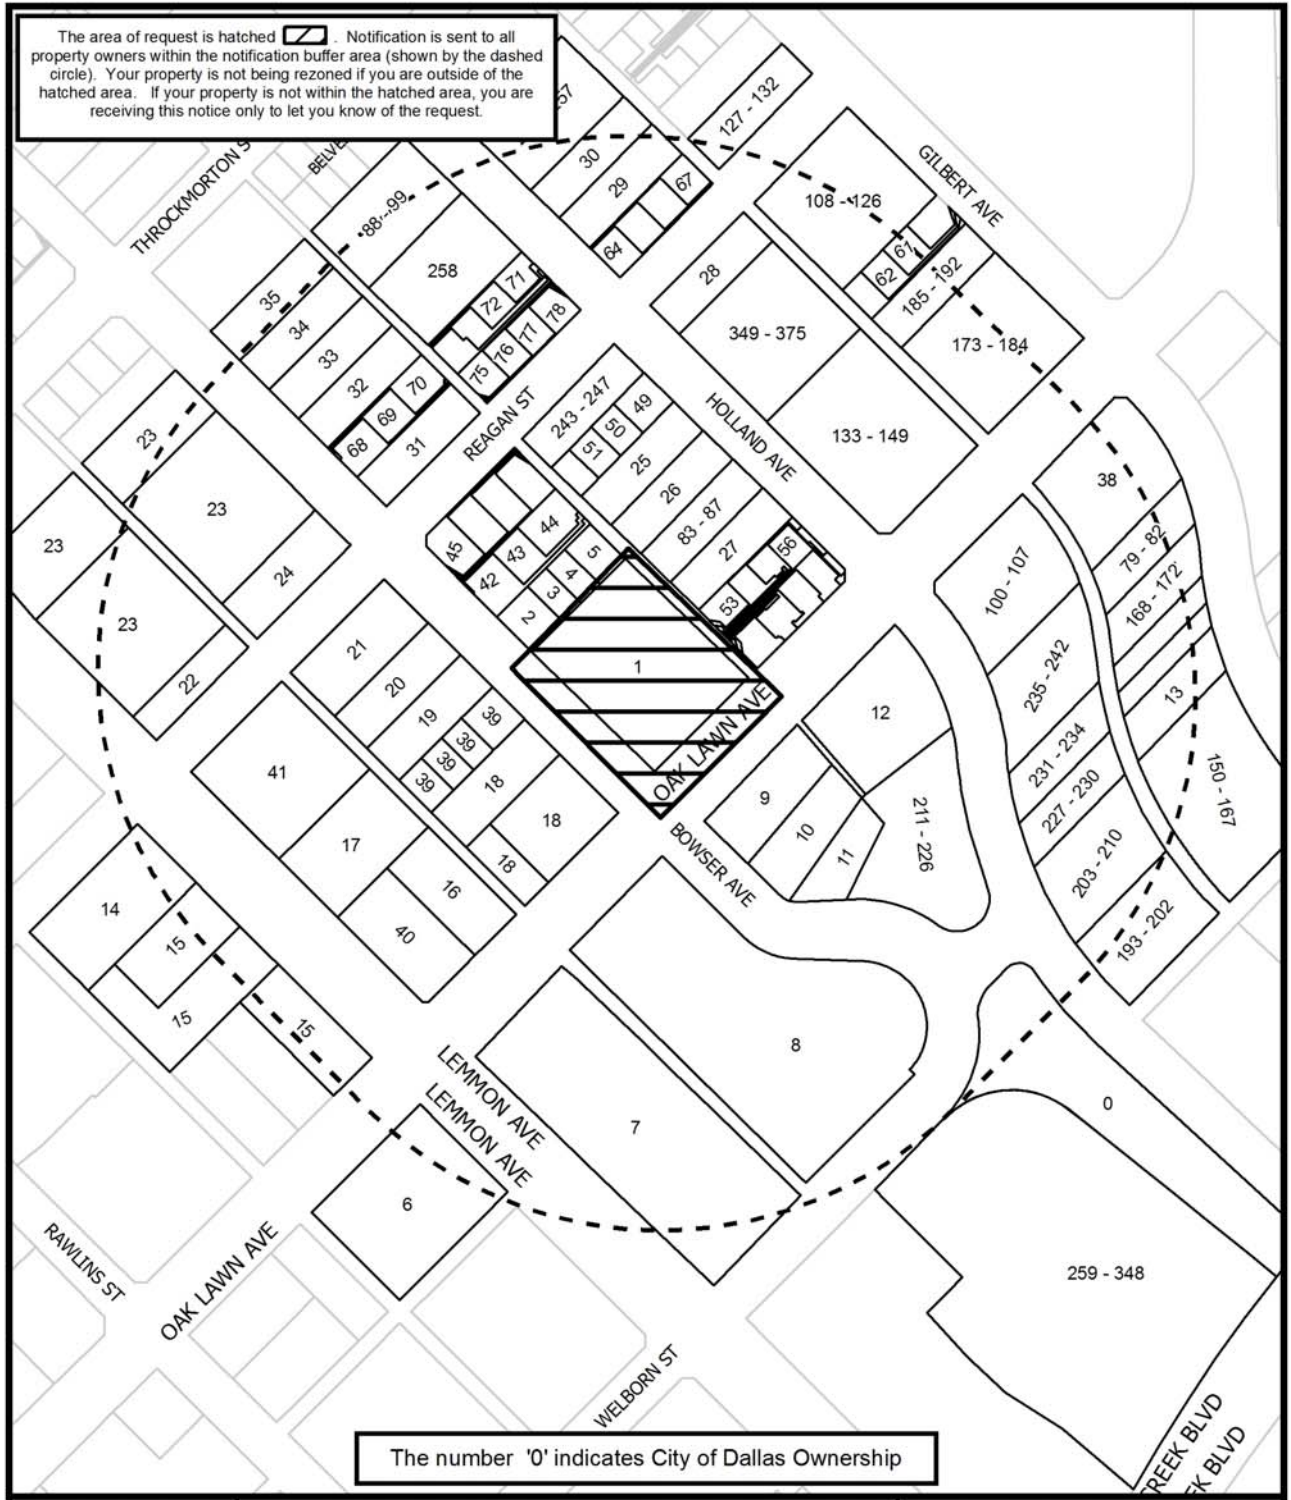 The area of request is hatched . Notification is sent to all
property owners within the notification buffer area (shown by the dashed
circle). Your property is not being rezoned if you are outside of the
hatched area. If your property is not within the hatched area, you are
receiving this notice only to let you know of the request.
THROCKMORTON S
BELVE
257
127 - 132
30
29
67
64
GILBERT AVE
108 - 126
61
62
185 - 192
173 - 184
88 - 99
258
71
72
78
77
76
75
28
349 - 375
133 - 149
35
34
33
32
70
69
68
31
REAGAN ST
HOLLAND AVE
243 - 247
49
50
51
25
26
83 - 87
27
56
53
38
79 - 82
168 - 172
100 - 107
235 - 242
13
231 - 234
227 - 230
150 - 167
203 - 210
193 - 202
23
23
23
23
24
22
45
44
43
42
5
4
3
2
1
OAK LAWN AVE
BOWSER AVE
12
9
10
11
211 - 226
21
20
19
39
39
39
39
18
18
18
41
17
16
40
14
15
15
15
LEMMON AVE
LEMMON AVE
8
7
6
0
259 - 348
RAWLINS ST
OAK LAWN AVE
WELBORN ST
CREEK BLVD
EK BLVD
The number '0' indicates City of Dallas Ownership